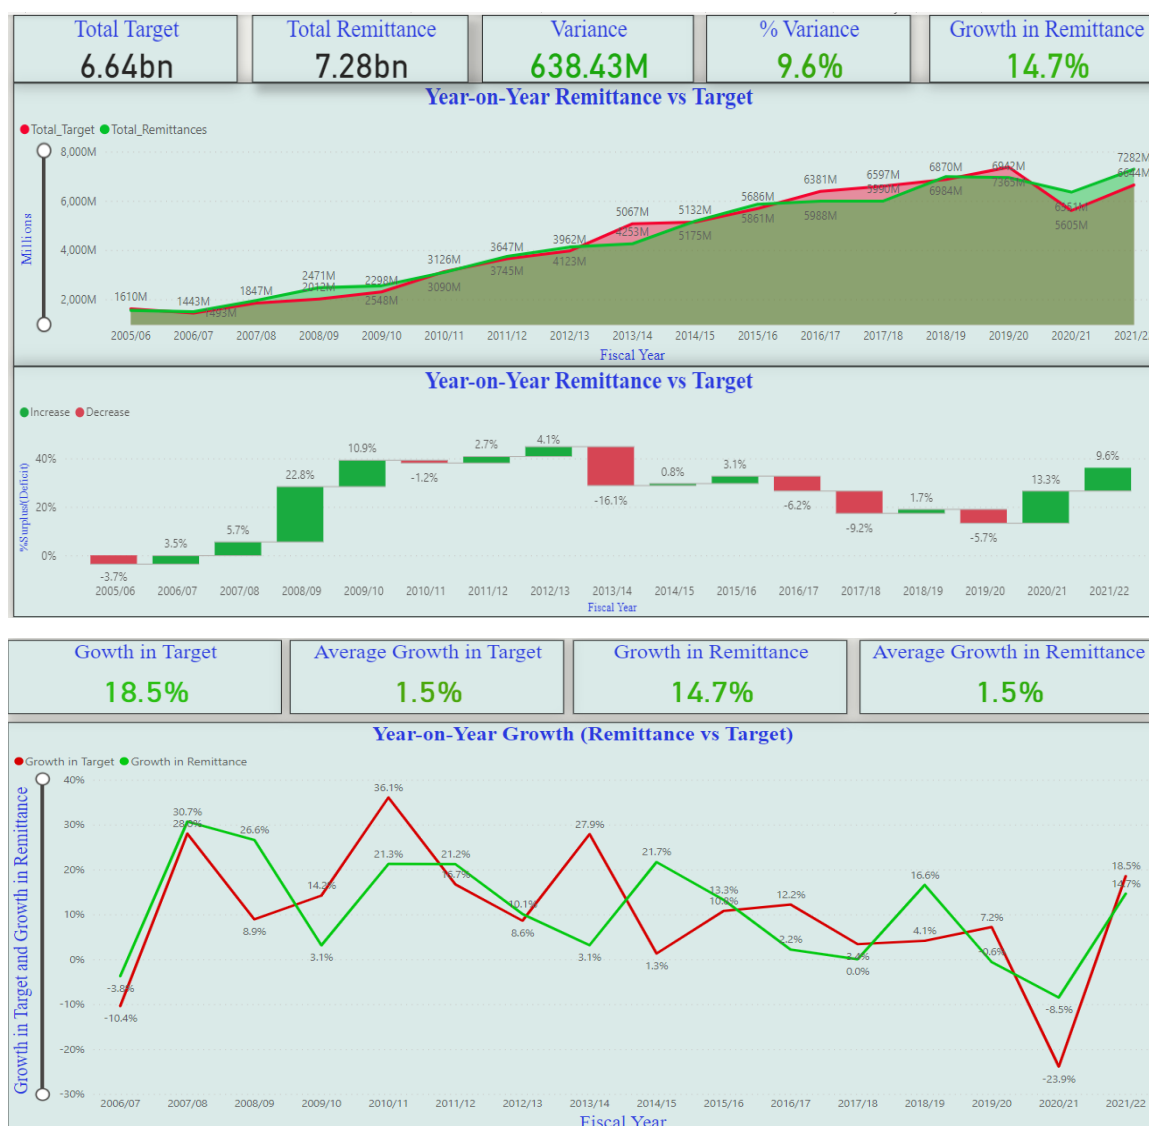 Total Target
6.64bn
Total Remittance
7.28bn
Variance
638.43M
% Variance
9.6%
Growth in Remittance
14.7%
Year-on-Year Remittance vs Target
Total_Target Total_Remittances
8,000M
6,000M
4,000M
2,000M
Millions
1610M 1443M 1847M 2471M 2298M 3126M 3647M 3962M 5067M 5132M 5686M 6381M 6597M 6870M 6942M 6351M 7282M
1493M 2012M 2548M 3090M 3745M 4123M 4253M 5175M 5861M 5988M 5990M 6984M 7365M 5605M 6644M
2005/06 2006/07 2007/08 2008/09 2009/10 2010/11 2011/12 2012/13 2013/14 2014/15 2015/16 2016/17 2017/18 2018/19 2019/20 2020/21 2021/2
Fiscal Year
Year-on-Year Remittance vs Target
Increase Decrease
40%
20%
0%
%Surplus/(Deficit)
-3.7% 3.5% 5.7% 22.8% 10.9% -1.2% 2.7% 4.1% -16.1% 0.8% 3.1% -6.2% -9.2% 1.7% -5.7% 13.3% 9.6%
2005/06 2006/07 2007/08 2008/09 2009/10 2010/11 2011/12 2012/13 2013/14 2014/15 2015/16 2016/17 2017/18 2018/19 2019/20 2020/21 2021/22
Fiscal Year
Gowth in Target
18.5%
Average Growth in Target
1.5%
Growth in Remittance
14.7%
Average Growth in Remittance
1.5%
Year-on-Year Growth (Remittance vs Target)
Growth in Target Growth in Remittance
40%
30%
20%
10%
0%
-10%
-20%
-30%
Growth in Target and Growth in Remittance
-3.8% 30.7% 26.6% 14.2% 36.1% 21.2% 10.1% 27.9% 21.7% 13.3% 12.2% 3.4% 16.6% 7.2% -8.5% 18.5%
-10.4% 8.9% 3.1% 21.3% 16.7% 8.6% 3.1% 1.3% 10.8% 2.2% 0.0% 4.1% -0.6% -23.9% 14.7%
2006/07 2007/08 2008/09 2009/10 2010/11 2011/12 2012/13 2013/14 2014/15 2015/16 2016/17 2017/18 2018/19 2019/20 2020/21 2021/22
Fiscal Year